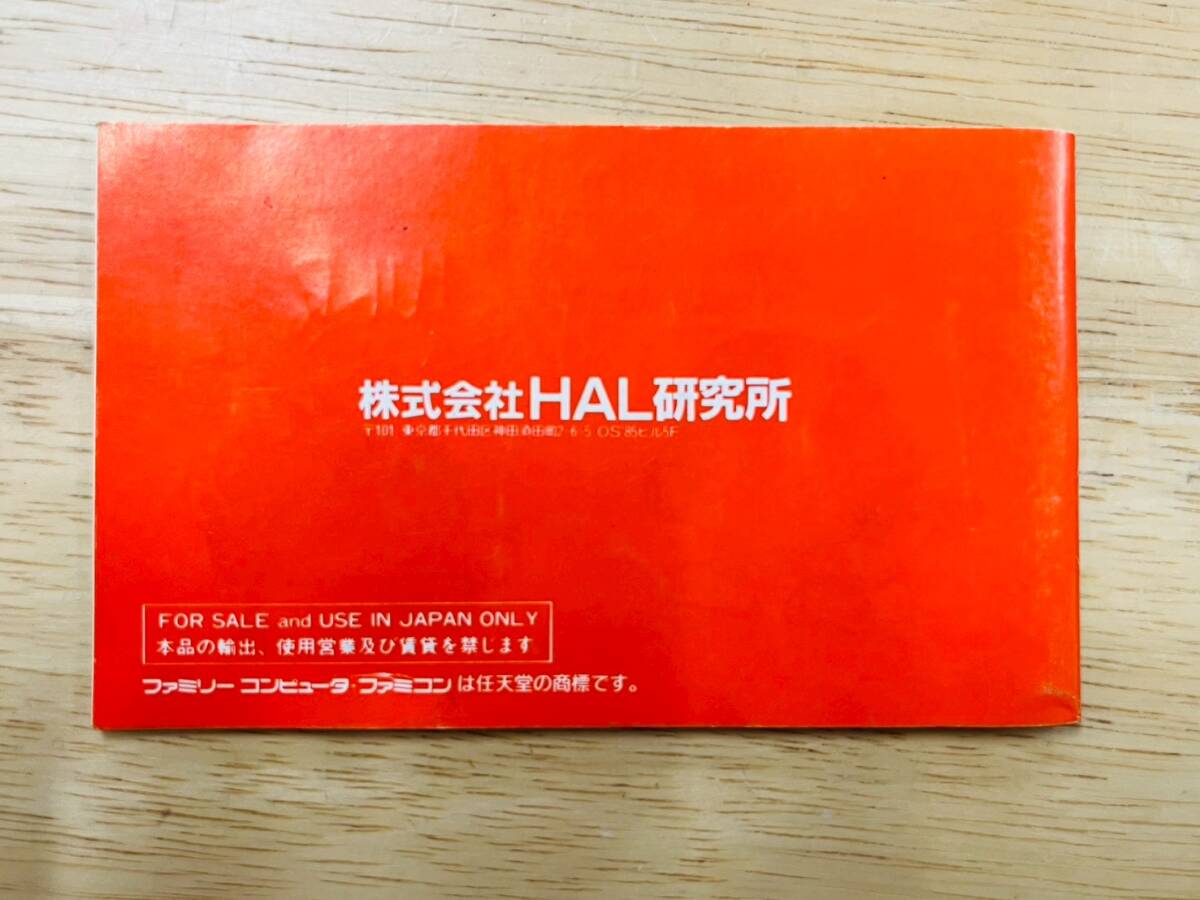 株式会社HAL研究所
〒101 東京都千代田区神田須田町2-6-5 OS'85ビル5F
FOR SALE and USE IN JAPAN ONLY
本品の輸出、使用営業及び賃貸を禁じます
ファミリーコンピュータ・ファミコンは任天堂の商標です。